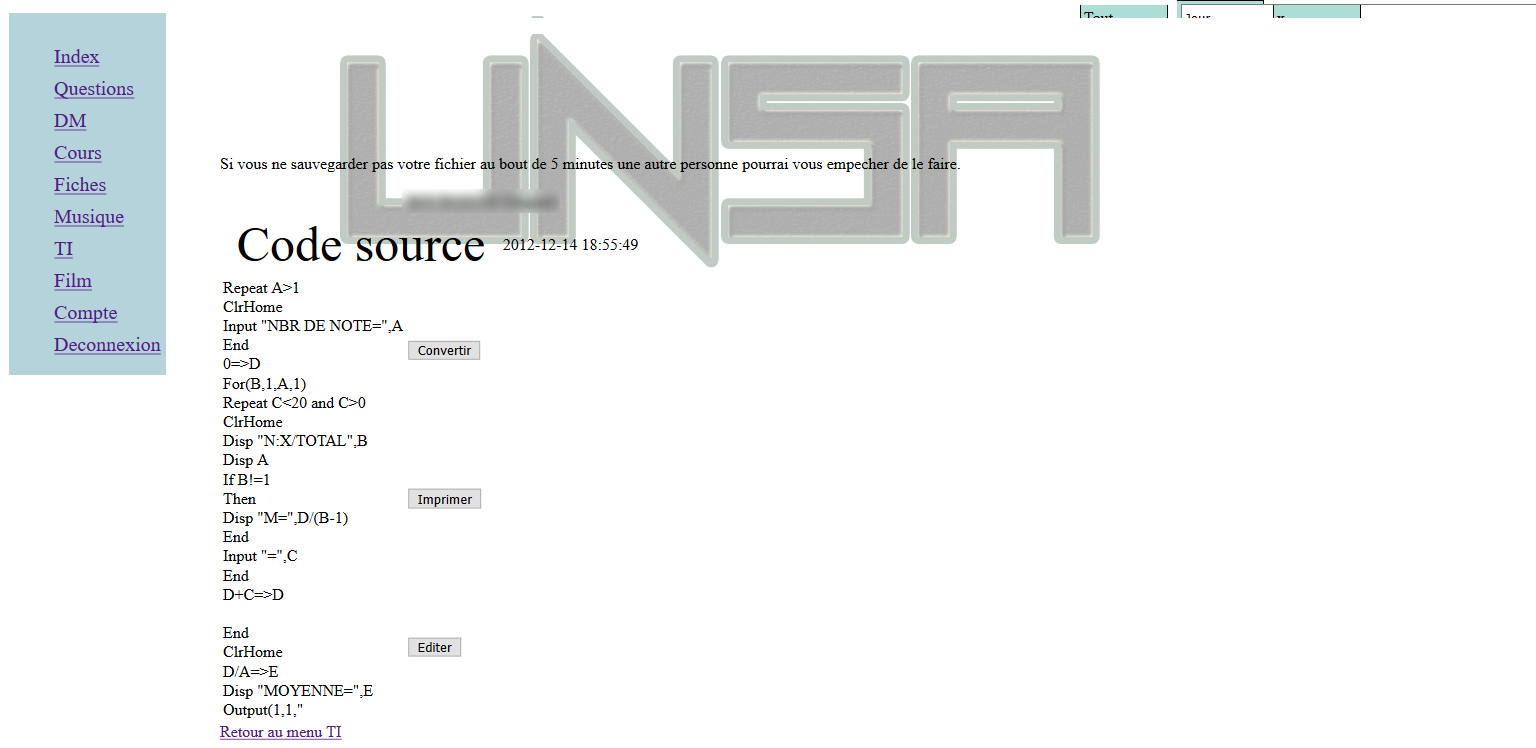 Tout
Jour
x
Index
Questions
DM
Cours
Fiches
Musique
TI
Film
Compte
Deconnexion
UNSA
Si vous ne sauvegarder pas votre fichier au bout de 5 minutes une autre personne pourrai vous empecher de le faire.
Code source 2012-12-14 18:55:49
Repeat A>1
ClrHome
Input "NBR DE NOTE=",A
End
Convertir
0=>D
For(B,1,A,1)
Repeat C<20 and C>0
ClrHome
Disp "N:X/TOTAL",B
Disp A
If B!=1
Then
Imprimer
Disp "M=",D/(B-1)
End
Input "=",C
End
D+C=>D
End
Editer
ClrHome
D/A=>E
Disp "MOYENNE=",E
Output(1,1,"
Retour au menu TI